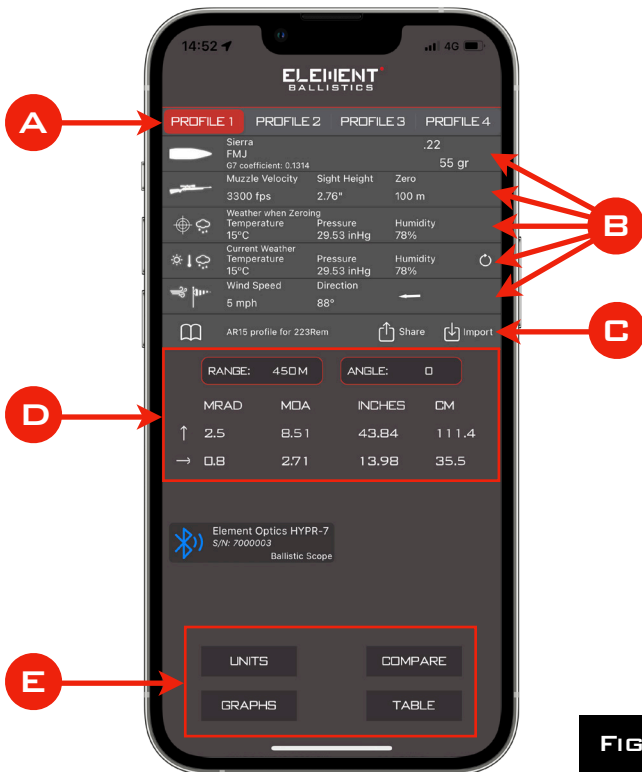 14:52 4G
ELEMENT
BALLISTICS
A
PROFILE 1 PROFILE 2 PROFILE 3 PROFILE 4
Sierra .22
FMJ 55 gr
G7 coefficient: 0.1314
Muzzle Velocity Sight Height Zero
3300 fps 2.76" 100 m
B
Weather when Zeroing
Temperature Pressure Humidity
15°C 29.53 inHg 78%
Current Weather
Temperature Pressure Humidity
15°C 29.53 inHg 78%
Wind Speed Direction
5 mph 88°
AR15 profile for 223Rem Share Import
C
RANGE: 450M ANGLE: 0
MRAD MOA INCHES CM
D
↑ 2.5 8.51 43.84 111.4
→ 0.8 2.71 13.98 35.5
Element Optics HYPR-7
S/N: 7000003
Ballistic Scope
UNITS COMPARE
E
GRAPHS TABLE
FIG